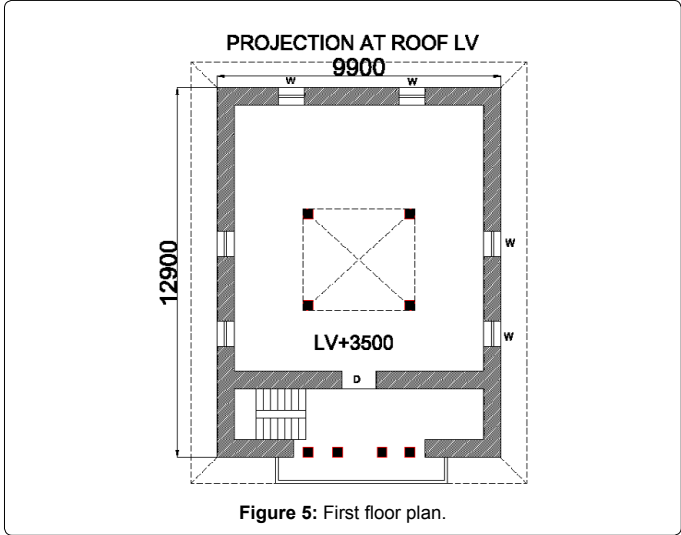 PROJECTION AT ROOF LV
9900
W W
12900
W
W
LV+3500
D
Figure 5: First floor plan.